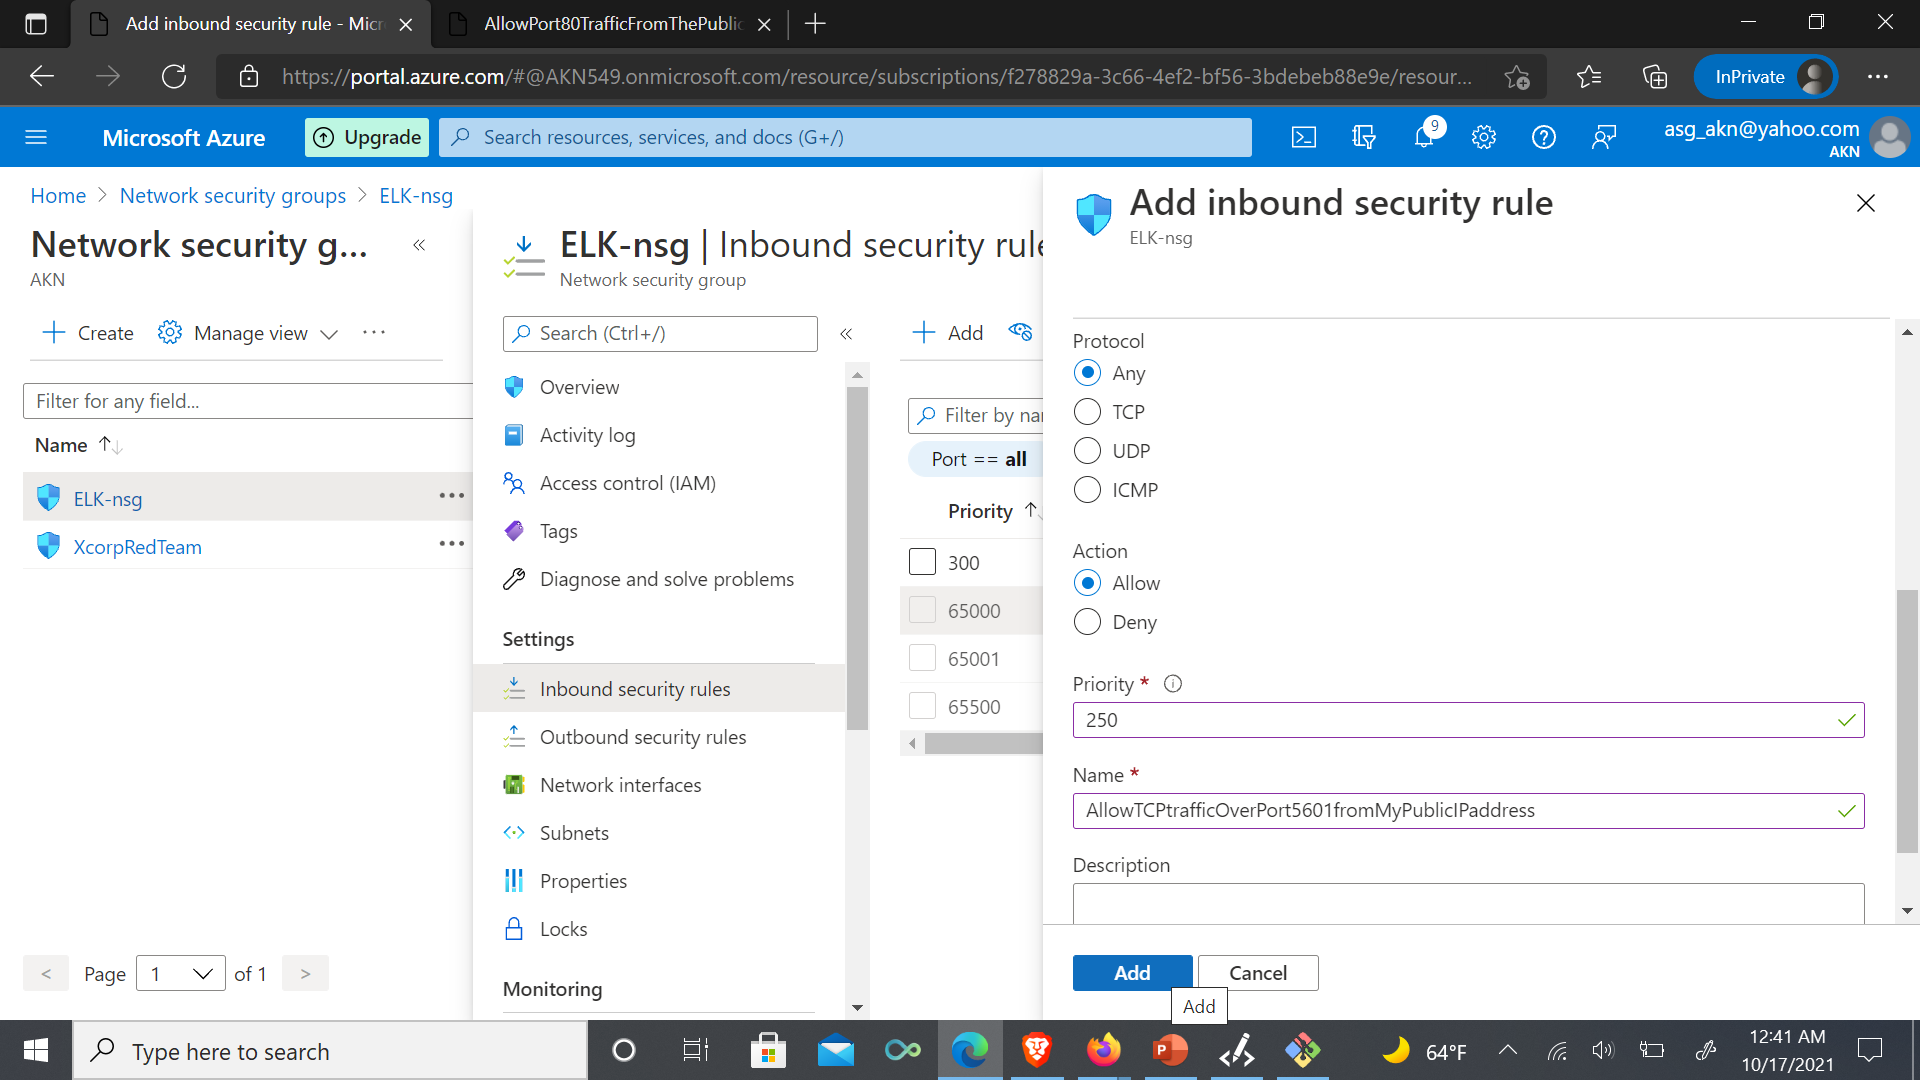 Add inbound security rule - Micr
AllowPort80TrafficFromThePublic
https://portal.azure.com/#@AKN549.onmicrosoft.com/resource/subscriptions/f278829a-3c66-4ef2-bf56-3bdebeb88e9e/resour...
InPrivate
Microsoft Azure
Upgrade
Search resources, services, and docs (G+/)
9
asg_akn@yahoo.com
AKN
Home > Network security groups > ELK-nsg
Network security g...
«
AKN
Create
Manage view
...
Filter for any field...
Name
ELK-nsg
...
XcorpRedTeam
...
< Page 1 of 1 >
ELK-nsg | Inbound security rule
Network security group
Search (Ctrl+/)
«
Overview
Activity log
Access control (IAM)
Tags
Diagnose and solve problems
Settings
Inbound security rules
Outbound security rules
Network interfaces
Subnets
Properties
Locks
Monitoring
Add
Filter by nam
Port == all
Priority
300
65000
65001
65500
Add inbound security rule
ELK-nsg
Protocol
Any
TCP
UDP
ICMP
Action
Allow
Deny
Priority *
250
Name *
AllowTCPtrafficOverPort5601fromMyPublicIPaddress
Description
Add
Cancel
Add
Type here to search
64°F
12:41 AM
10/17/2021